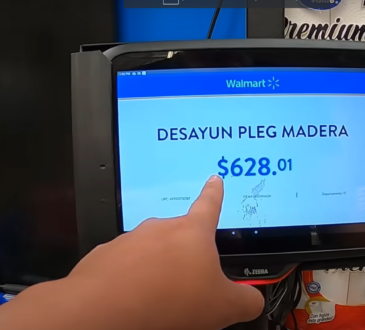 Premium
Walmart
DESAYUN PLEG MADERA
$628.01
ZEBRA